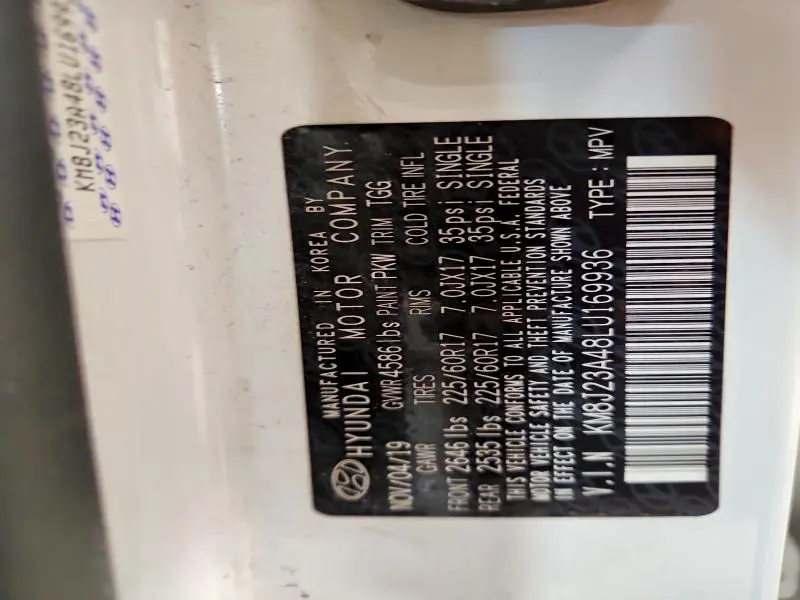 KM8J23A48LU1699
MANUFACTURED IN KOREA BY
HYUNDAI MOTOR COMPANY.
NOV/04/19 GVWR 4586 lbs PAINT-PKW TRIM TGG
GAWR TIRES RMS COLD TIRE INFL
FRONT 2646 lbs 225/60R17 7.0JX17 35psi SINGLE
REAR 2535 lbs 225/60R17 7.0JX17 35psi SINGLE
THIS VEHICLE CONFORMS TO ALL APPLICABLE U.S.A. FEDERAL
MOTOR VEHICLE SAFETY AND THEFT PREVENTION STANDARDS
IN EFFECT ON THE DATE OF MANUFACTURE SHOWN ABOVE
V.I.N KM8J23A48LU169936 TYPE : MPV